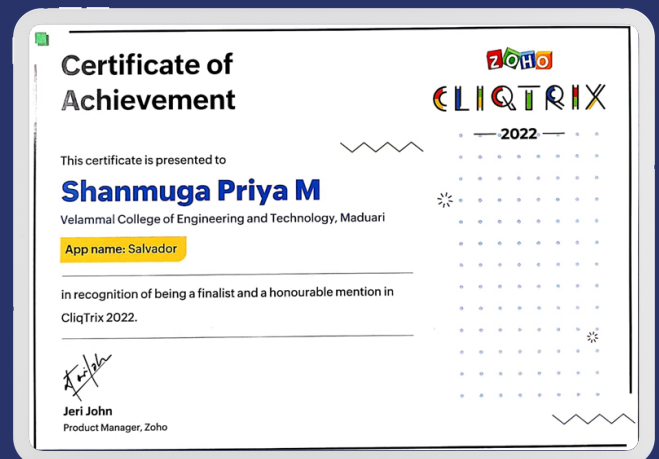 Certificate of
Achievement
ZOHO
CLIQTRIX
2022
This certificate is presented to
Shanmuga Priya M
Velammal College of Engineering and Technology, Maduari
App name: Salvador
in recognition of being a finalist and a honourable mention in
CliqTrix 2022.
Jeri John
Product Manager, Zoho